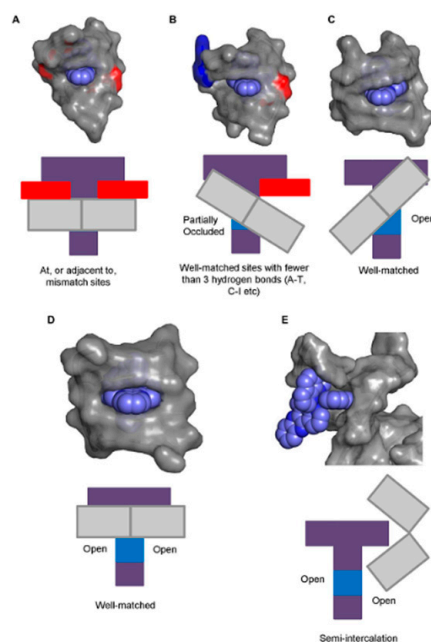 A
B
C
Partially
Occluded
Open
At, or adjacent to,
mismatch sites
Well-matched sites with fewer
than 3 hydrogen bonds (A-T,
C-I etc)
Well-matched
D
E
Open
Open
Well-matched
Open
Open
Semi-intercalation